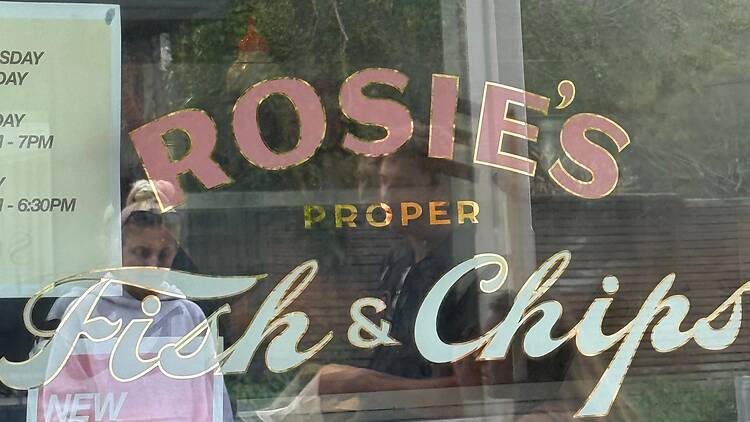 SDAY
DAY
DAY
- 7PM
- 6:30PM
ROSIE'S
PROPER
Fish & Chips
NEW